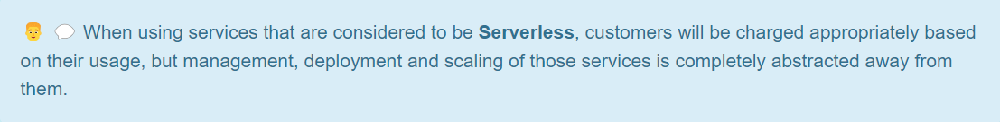 When using services that are considered to be Serverless, customers will be charged appropriately based
on their usage, but management, deployment and scaling of those services is completely abstracted away from
them.